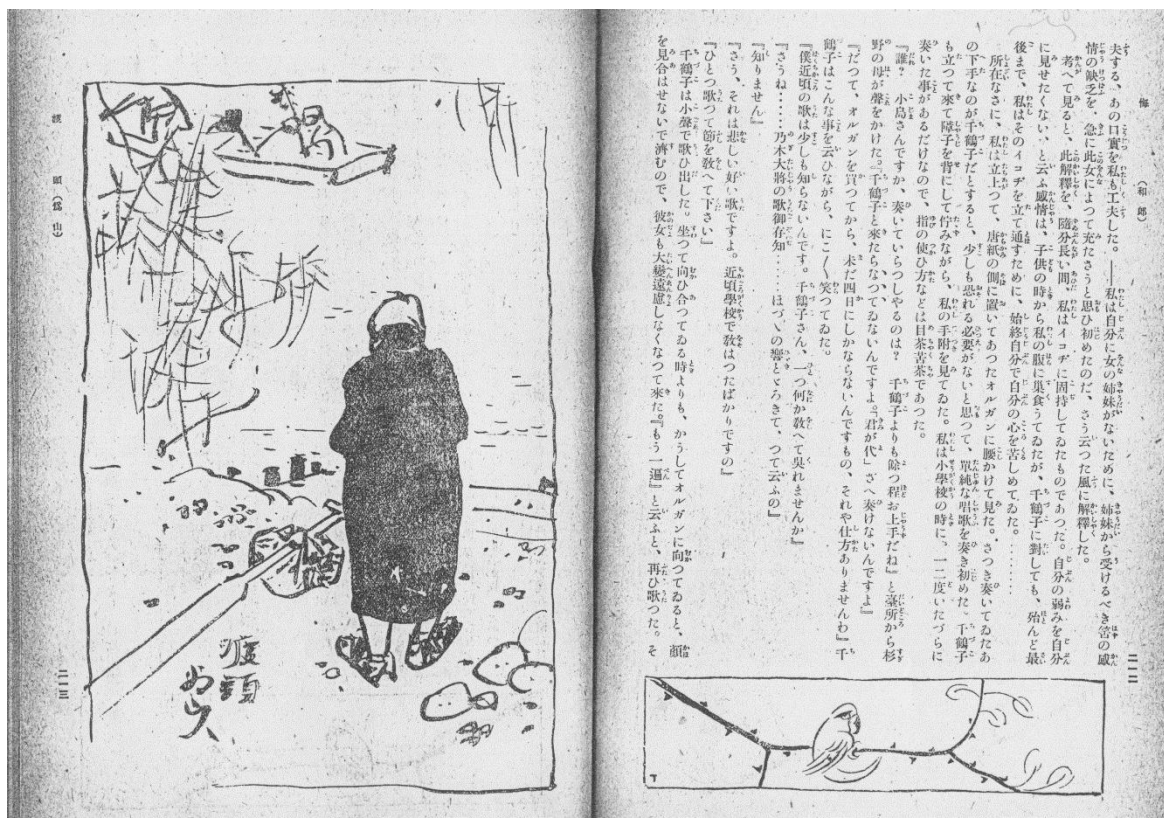 悔
(和郞)
二一二
夫する、あの口實を私も工夫した。――私は自分に女の姉妹がないために、姉妹から受けるべき筈の感
情の缺乏を、急に此女によつて充たさうと思ひ初めたのだ、さう云つた風に解釋した。
考へて見ると、此解釋を、隨分長い間、私はイコヂに固持してゐたものであつた。自分の弱みを自分
に見せたくない、と云ふ感情は、子供の時から私の腹に巢食うてゐたが、千鶴子に對しても、殆んど最
後まで、私はそのイコヂを立て通すために、始終自分で自分の心を苦しめてゐた。……
所在なさに、私は立上つて、唐紙の側に置いてあつたオルガンに腰かけて見た。さつき奏いてゐたあ
の下手なのが千鶴子だとすると、少しも恐れる必要がないと思つて、單純な唱歌を奏き初めた。千鶴子
も立つて來て障子を背にして佇みながら、私の手附を見てゐた。私は小學校の時に、一二度いたづらに
奏いた事があるだけなので、指の使ひ方などは目茶苦茶であつた。
『誰? 小島さんですか、奏いていらつしやるのは? 千鶴子よりも餘つ程お上手だね』と臺所から杉
野の母が聲をかけた。『千鶴子と來たらなつてゐないんですよ。「君が代」さへ奏けないんですよ』
『だつて、オルガンを買つてから、未だ四日にしかならないんですもの、それや仕方ありませんわ』千
鶴子はこんな事を云ひながら、にこ〳〵笑つてゐた。
『僕近頃の歌は少しも知らないんです。千鶴子さん、一つ何か敎へて吳れませんか』
『さうね……乃木大將の歌御存知……ほづゝの響とゞろきて、つて云ふの』
『知りません』
『さう、それは悲しい好い歌ですよ。近頃學校で敎はつたばかりですの』
『ひとつ歌つて節を敎へて下さい』
千鶴子は小聲で歌ひ出した。坐つて向ひ合つてゐる時よりも、かうしてオルガンに向つてゐると、顏
を見合はせないで濟むので、彼女も大變遠慮しなくなつて來た。『もう一遍』と云ふと、再び歌つた。そ
渡頭(爲山)
二一三
渡頭